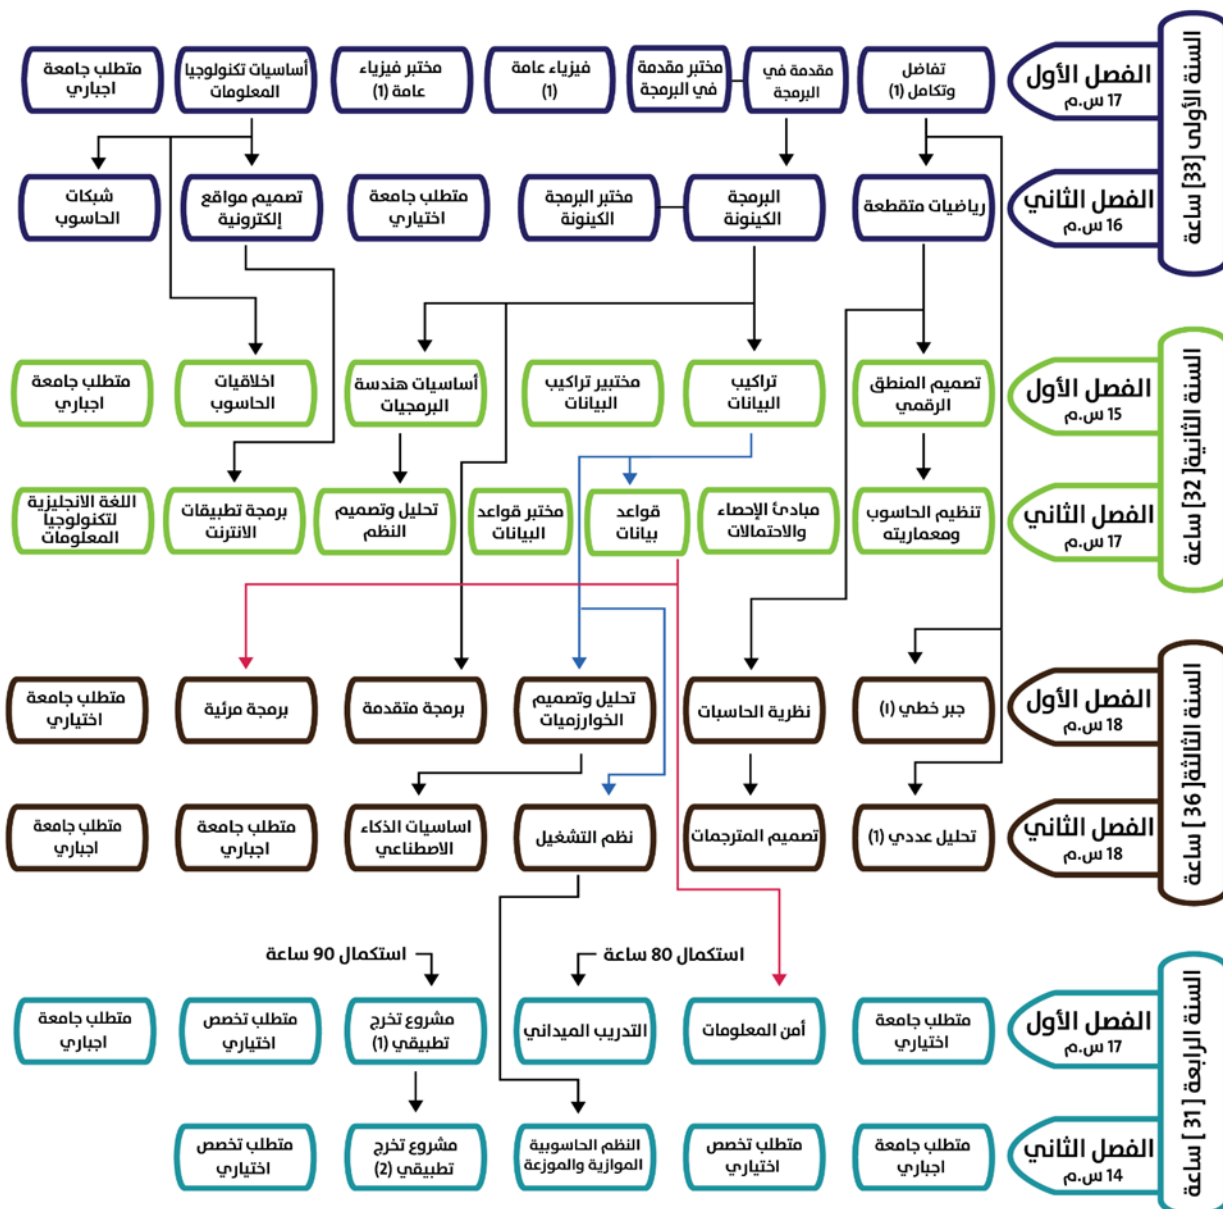 السنة الأولى [33] ساعة
الفصل الأول
17 س.م
تفاضل
وتكامل (1)
مقدمة في
البرمجة
مختبر مقدمة
في البرمجة
فيزياء عامة
(1)
مختبر فيزياء
عامة (1)
أساسيات تكنولوجيا
المعلومات
متطلب جامعة
اجباري
الفصل الثاني
16 س.م
رياضيات متقطعة
البرمجة
الكينونة
مختبر البرمجة
الكينونة
متطلب جامعة
اختياري
تصميم مواقع
إلكترونية
شبكات
الحاسوب
السنة الثانية [32] ساعة
الفصل الأول
15 س.م
تصميم المنطق
الرقمي
تراكيب
البيانات
مختبير تراكيب
البيانات
أساسيات هندسة
البرمجيات
اخلاقيات
الحاسوب
متطلب جامعة
اجباري
الفصل الثاني
17 س.م
تنظيم الحاسوب
ومعماريته
مبادئ الإحصاء
والاحتمالات
قواعد
بيانات
مختبر قواعد
البيانات
تحليل وتصميم
النظم
برمجة تطبيقات
الانترنت
اللغة الانجليزية
لتكنولوجيا
المعلومات
السنة الثالثة [36] ساعة
الفصل الأول
18 س.م
جبر خطي (١)
نظرية الحاسبات
تحليل وتصميم
الخوارزميات
برمجة متقدمة
برمجة مرئية
متطلب جامعة
اختياري
الفصل الثاني
18 س.م
تحليل عددي (1)
تصميم المترجمات
نظم التشغيل
اساسيات الذكاء
الاصطناعي
متطلب جامعة
اجباري
متطلب جامعة
اجباري
السنة الرابعة [31] ساعة
استكمال 80 ساعة
استكمال 90 ساعة
الفصل الأول
17 س.م
متطلب جامعة
اختياري
أمن المعلومات
التدريب الميداني
مشروع تخرج
تطبيقي (1)
متطلب تخصص
اختياري
متطلب جامعة
اجباري
الفصل الثاني
14 س.م
متطلب جامعة
اجباري
متطلب تخصص
اختياري
النظم الحاسوبية
الموازية والموزعة
مشروع تخرج
تطبيقي (2)
متطلب تخصص
اختياري